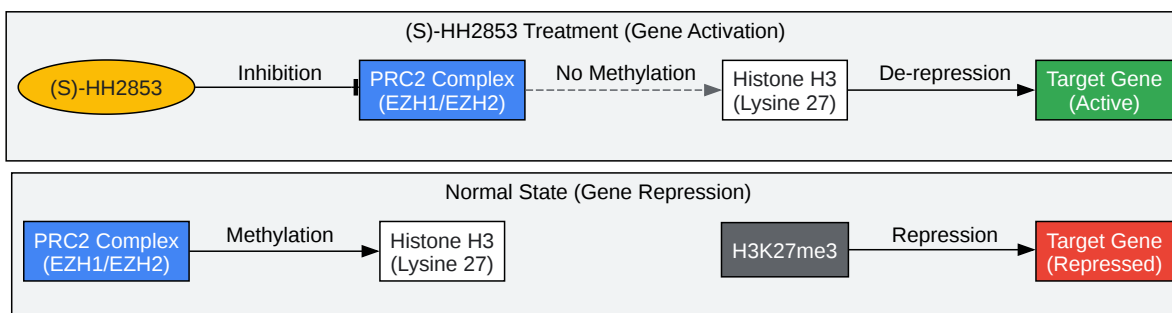 (S)-HH2853 Treatment (Gene Activation)
(S)-HH2853
Inhibition
PRC2 Complex
(EZH1/EZH2)
No Methylation
Histone H3
(Lysine 27)
De-repression
Target Gene
(Active)
Normal State (Gene Repression)
PRC2 Complex
(EZH1/EZH2)
Methylation
Histone H3
(Lysine 27)
H3K27me3
Repression
Target Gene
(Repressed)